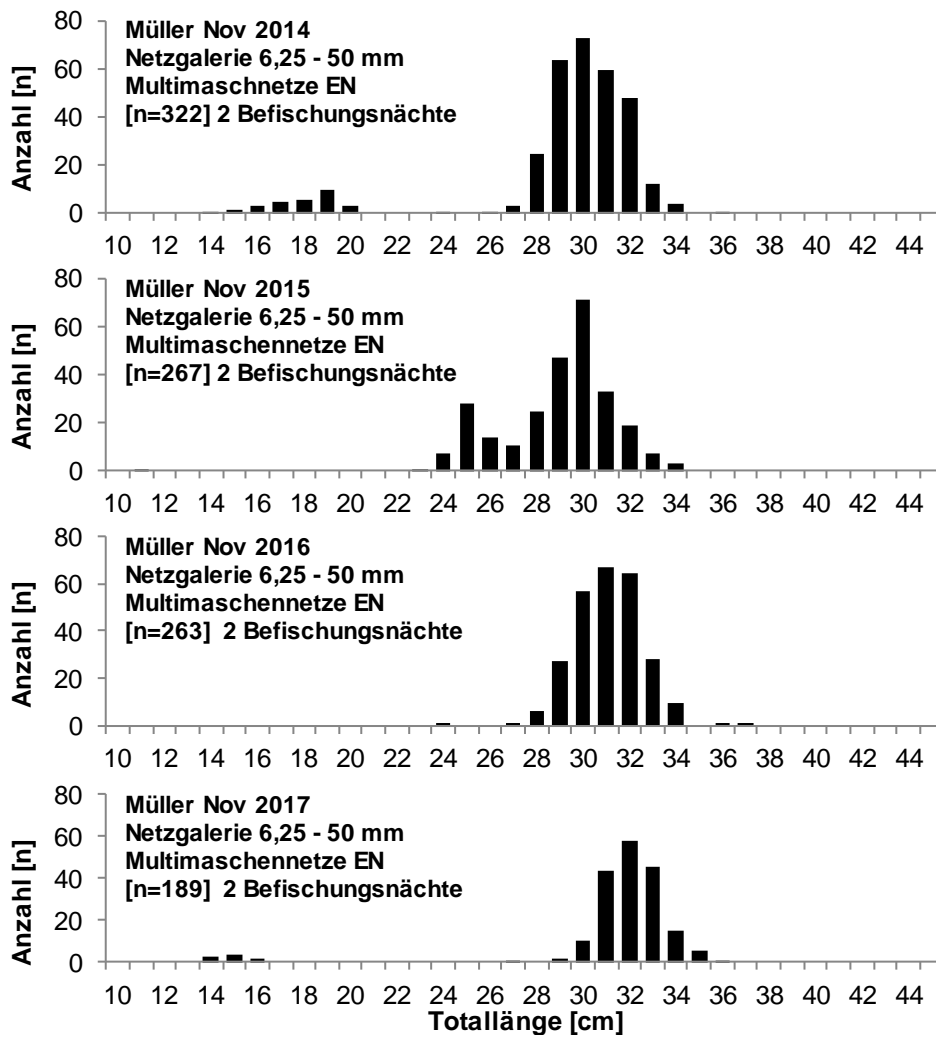 Müller Nov 2014
Netzgalerie 6,25 - 50 mm
Multimaschnetze EN
[n=322] 2 Befischungsnächte
Anzahl [n]
80
60
40
20
0
10 12 14 16 18 20 22 24 26 28 30 32 34 36 38 40 42 44
Müller Nov 2015
Netzgalerie 6,25 - 50 mm
Multimaschennetze EN
[n=267] 2 Befischungsnächte
Anzahl [n]
80
60
40
20
0
10 12 14 16 18 20 22 24 26 28 30 32 34 36 38 40 42 44
Müller Nov 2016
Netzgalerie 6,25 - 50 mm
Multimaschennetze EN
[n=263] 2 Befischungsnächte
Anzahl [n]
80
60
40
20
0
10 12 14 16 18 20 22 24 26 28 30 32 34 36 38 40 42 44
Müller Nov 2017
Netzgalerie 6,25 - 50 mm
Multimaschennetze EN
[n=189] 2 Befischungsnächte
Anzahl [n]
80
60
40
20
0
10 12 14 16 18 20 22 24 26 28 30 32 34 36 38 40 42 44
Totallänge [cm]